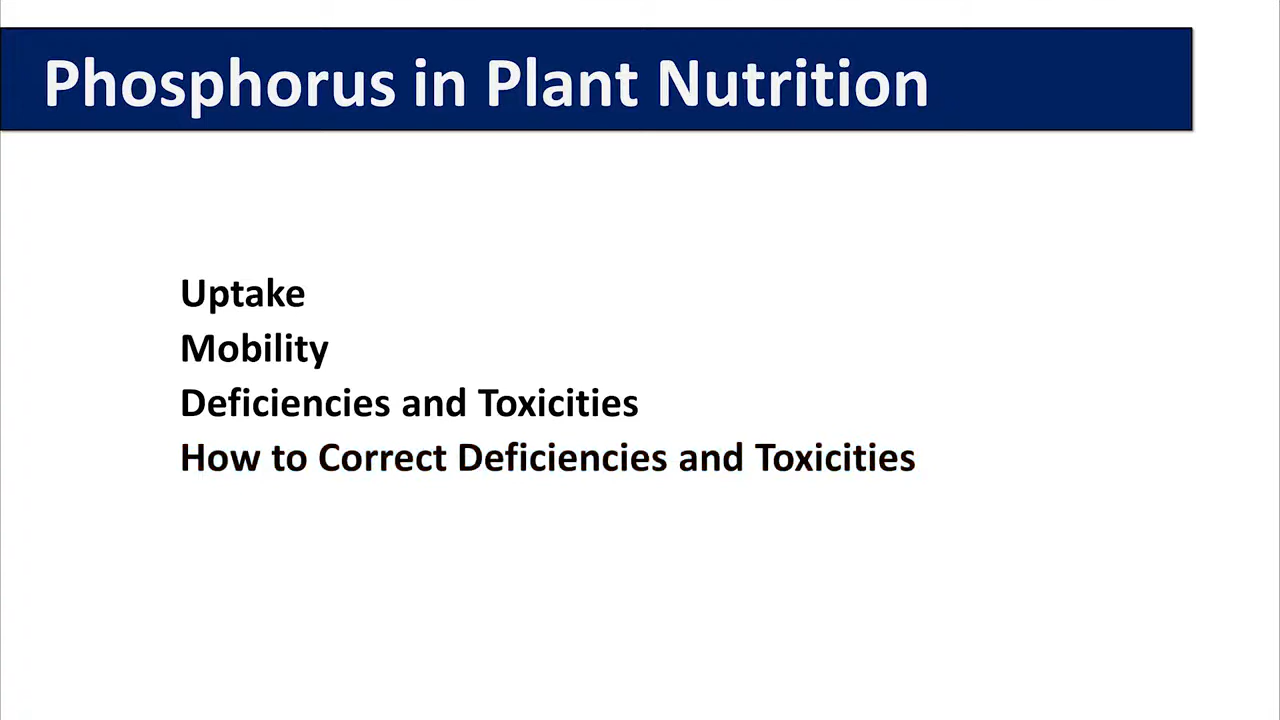 Phosphorus in Plant Nutrition
Uptake
Mobility
Deficiencies and Toxicities
How to Correct Deficiencies and Toxicities